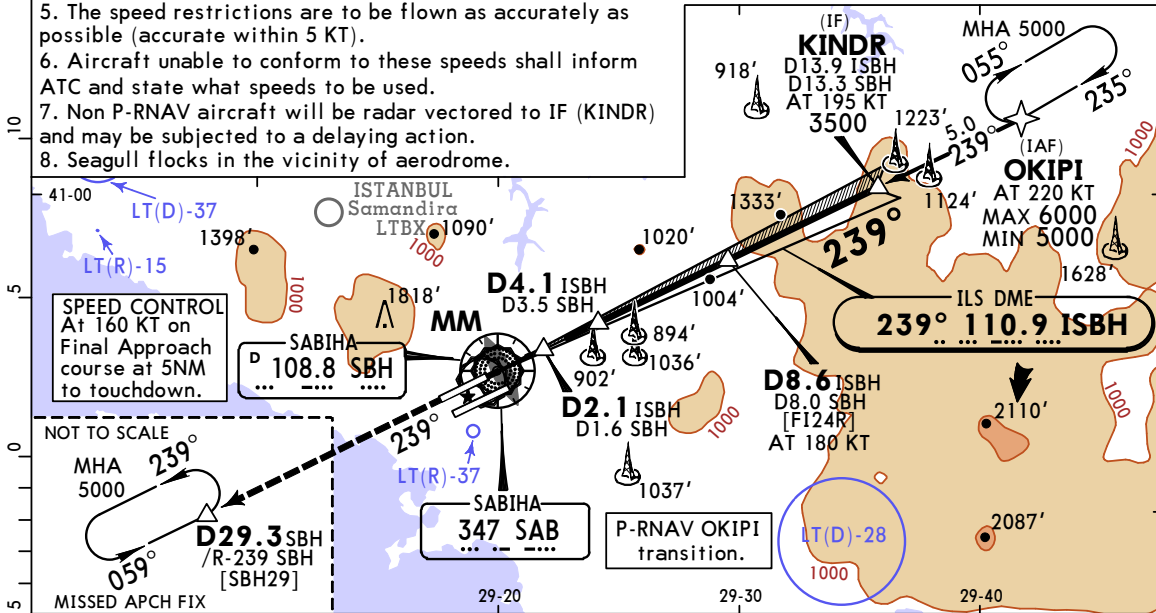 5. The speed restrictions are to be flown as accurately as
possible (accurate within 5 KT).
6. Aircraft unable to conform to these speeds shall inform
ATC and state what speeds to be used.
7. Non P-RNAV aircraft will be radar vectored to IF (KINDR)
and may be subjected to a delaying action.
8. Seagull flocks in the vicinity of aerodrome.
(IF)
KINDR
D13.9 ISBH
D13.3 SBH
AT 195 KT
3500
MHA 5000
055°
235°
918'
1223'
5.0
239°
(IAF)
OKIPI
AT 220 KT
MAX 6000
MIN 5000
1124'
1628'
1000
10
41-00
LT(D)-37
LT(R)-15
ISTANBUL
Samandira
LTBX
1090'
1000
1398'
1000
1333'
1020'
239°
1004'
5
SPEED CONTROL
At 160 KT on
Final Approach
course at 5NM
to touchdown.
1818'
D4.1 ISBH
D3.5 SBH
MM
SABIHA
D 108.8 SBH
894'
1036'
902'
ILS DME
239° 110.9 ISBH
D8.6 ISBH
D8.0 SBH
[FI24R]
AT 180 KT
D2.1 ISBH
D1.6 SBH
1000
2110'
1000
239°
LT(R)-37
1037'
0
NOT TO SCALE
MHA
5000
239°
059°
D29.3 SBH
/R-239 SBH
[SBH29]
MISSED APCH FIX
SABIHA
347 SAB
P-RNAV OKIPI
transition.
LT(D)-28
1000
2087'
5
29-20
29-30
29-40